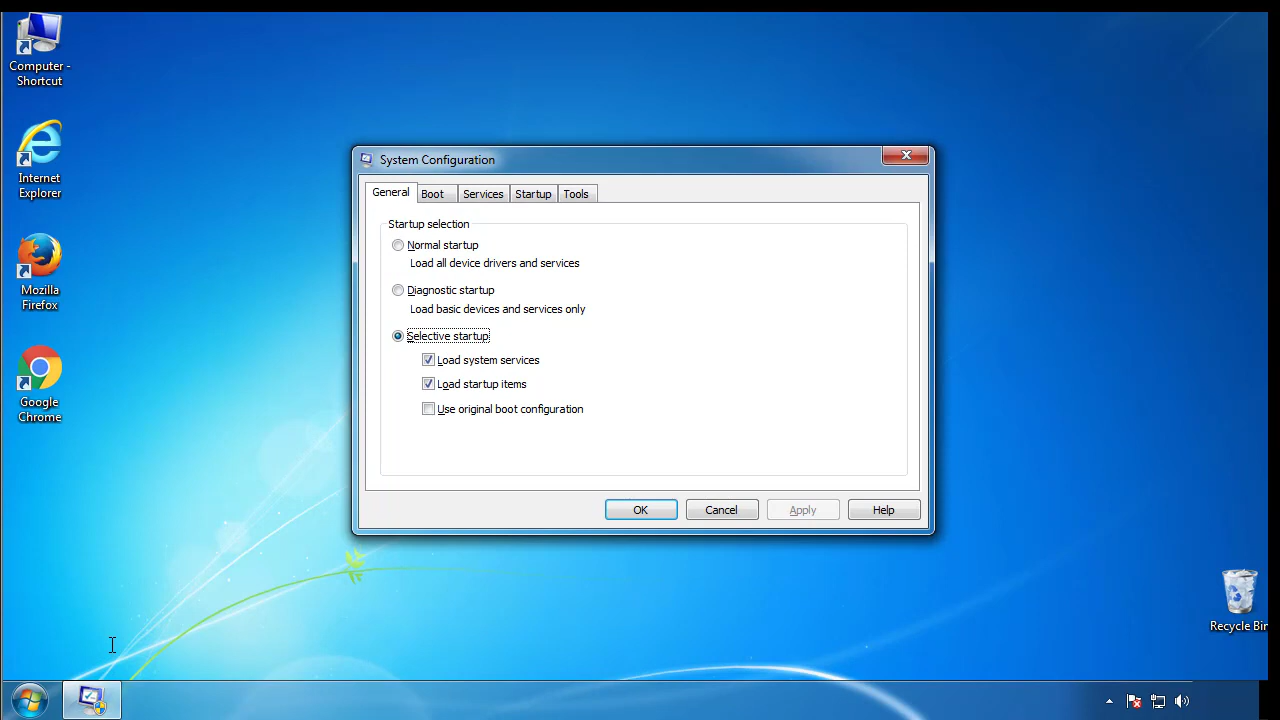 Computer -
Shortcut
Internet
Explorer
Mozilla
Firefox
Google
Chrome
System Configuration
General
Boot
Services
Startup
Tools
Startup selection
Normal startup
Load all device drivers and services
Diagnostic startup
Load basic devices and services only
Selective startup
Load system services
Load startup items
Use original boot configuration
OK
Cancel
Apply
Help
Recycle Bin